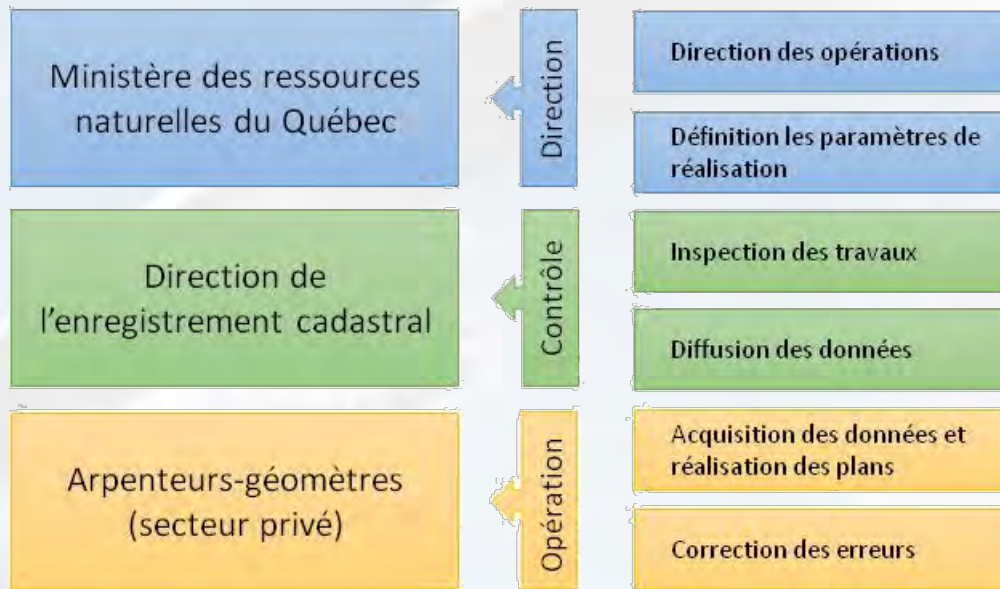 Ministère des ressources
naturelles du Québec
Direction
Direction des opérations
Définition les paramètres de
réalisation
Direction de
l'enregistrement cadastral
Contrôle
Inspection des travaux
Diffusion des données
Arpenteurs-géomètres
(secteur privé)
Opération
Acquisition des données et
réalisation des plans
Correction des erreurs